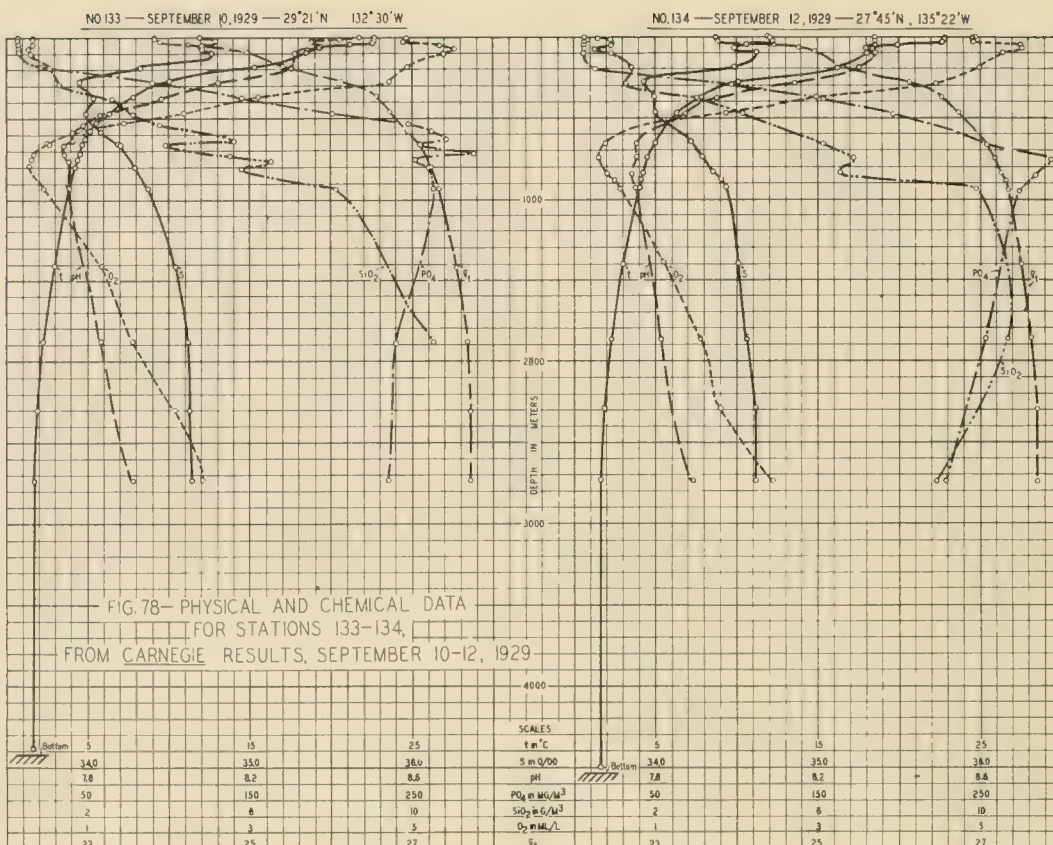 NO 133 — SEPTEMBER 10,1929 — 29°21'N 132°30'W
NO.134 — SEPTEMBER 12, 1929 — 27°45'N , 135°22'W
1000
t pH O2 S SiO2 PO4
t pH O2 S PO4
2000
SiO2
DEPTH IN METERS
3000
FIG. 78— PHYSICAL AND CHEMICAL DATA
FOR STATIONS 133-134,
FROM CARNEGIE RESULTS, SEPTEMBER 10-12, 1929
4000
SCALES
Bottom 5 15 25 t in °C 5 15 25
34.0 35.0 36.0 S in 0/00 Bottom 34.0 35.0 36.0
7.8 8.2 8.6 pH 7.8 8.2 8.6
50 150 250 PO4 in MG/M3 50 150 250
2 6 10 SiO2 in G/M3 2 6 10
1 3 5 O2 in ML/L 1 3 5
23 25 27 23 25 27